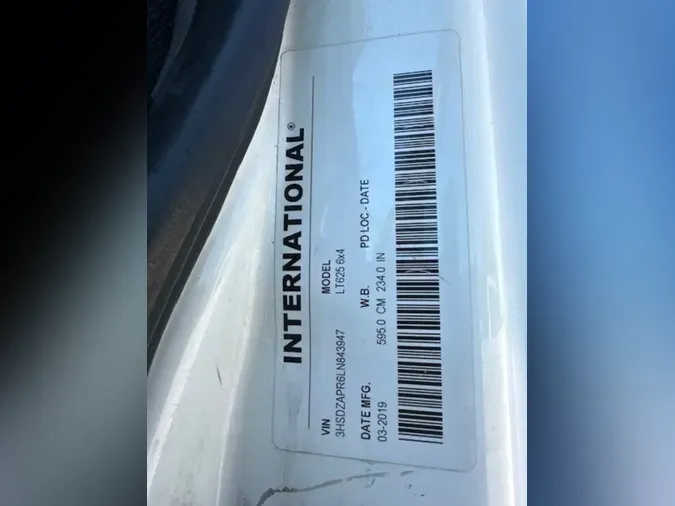 INTERNATIONAL®
VIN MODEL
3HSDZAPR6LN843947 LT625 6x4
DATE MFG. W.B. PD LOC.- DATE
03-2019 595.0 CM 234.0 IN